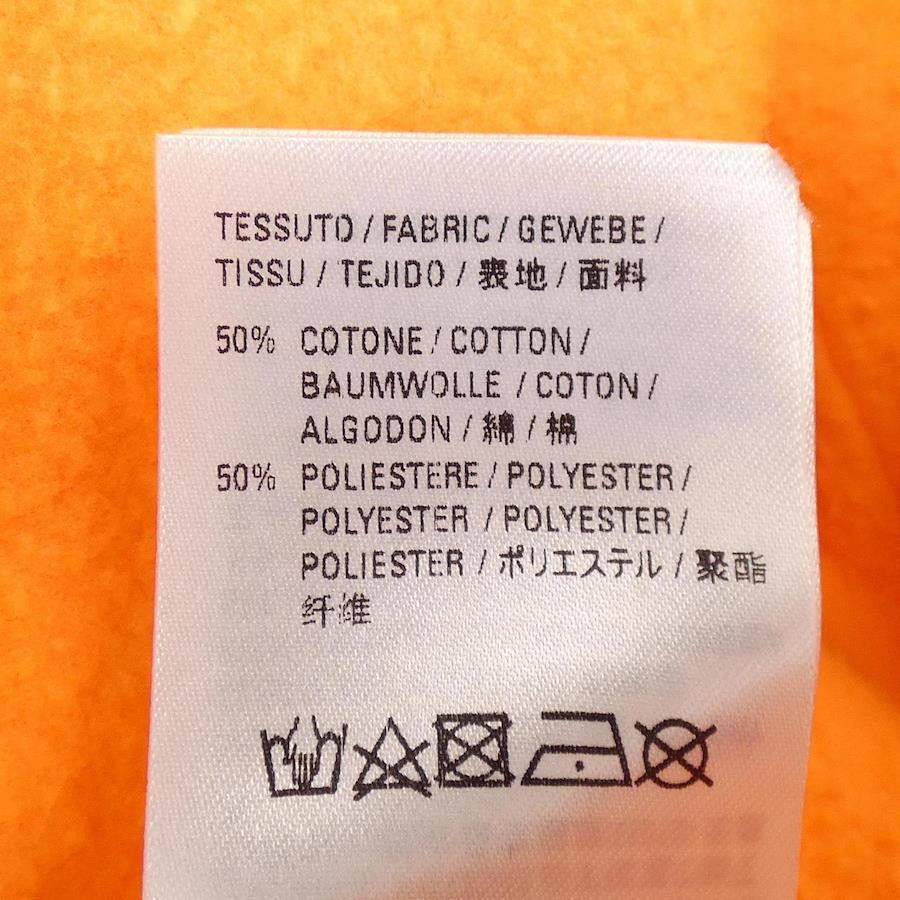 TESSUTO / FABRIC / GEWEBE /
TISSU / TEJIDO / 表地 / 面料
50% COTONE / COTTON /
BAUMWOLLE / COTON /
ALGODON / 綿 / 棉
50% POLIESTERE / POLYESTER /
POLYESTER / POLYESTER /
POLIESTER / ポリエステル / 聚酯
纤维